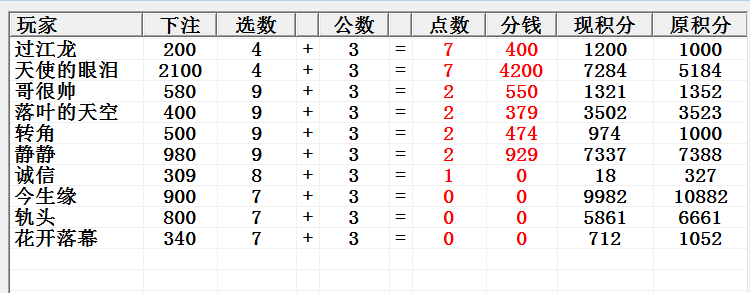 玩家 下注 选数 公数 点数 分钱 现积分 原积分
过江龙 200 4 + 3 = 7 400 1200 1000
天使的眼泪 2100 4 + 3 = 7 4200 7284 5184
哥很帅 580 9 + 3 = 2 550 1321 1352
落叶的天空 400 9 + 3 = 2 379 3502 3523
转角 500 9 + 3 = 2 474 974 1000
静静 980 9 + 3 = 2 929 7337 7388
诚信 309 8 + 3 = 1 0 18 327
今生缘 900 7 + 3 = 0 0 9982 10882
轨头 800 7 + 3 = 0 0 5861 6661
花开落幕 340 7 + 3 = 0 0 712 1052